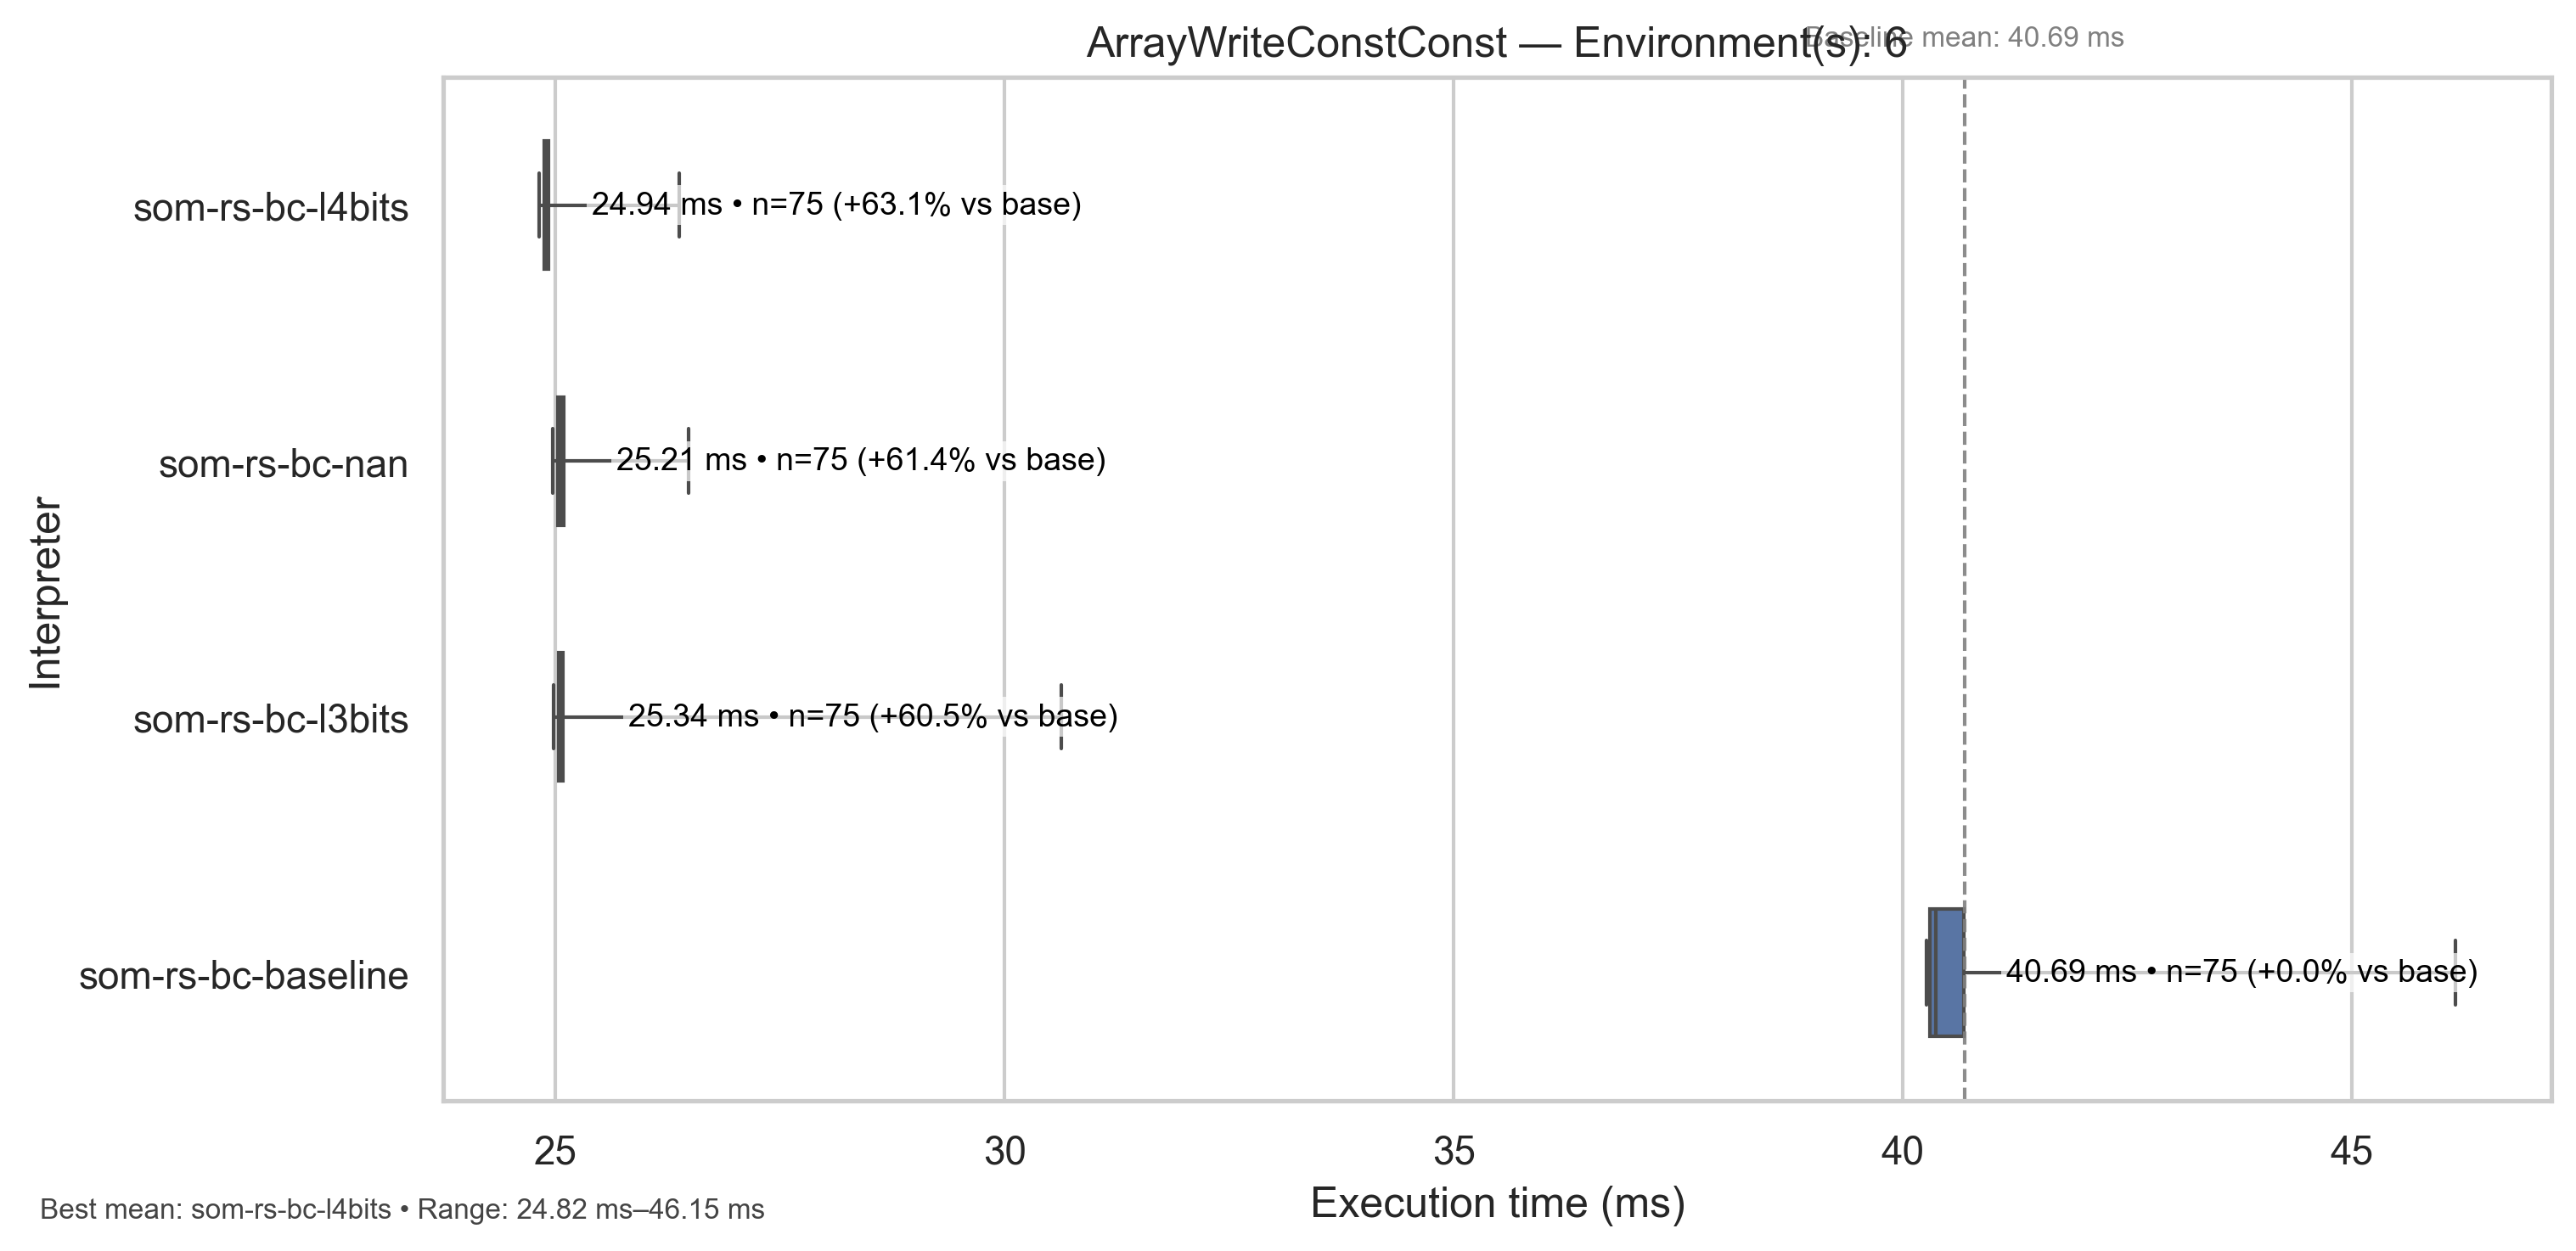 ArrayWriteConstConst — Environment(s): 6
Baseline mean: 40.69 ms
som-rs-bc-l4bits
24.94 ms • n=75 (+63.1% vs base)
som-rs-bc-nan
25.21 ms • n=75 (+61.4% vs base)
som-rs-bc-l3bits
25.34 ms • n=75 (+60.5% vs base)
som-rs-bc-baseline
40.69 ms • n=75 (+0.0% vs base)
Interpreter
25 30 35 40 45
Execution time (ms)
Best mean: som-rs-bc-l4bits • Range: 24.82 ms–46.15 ms